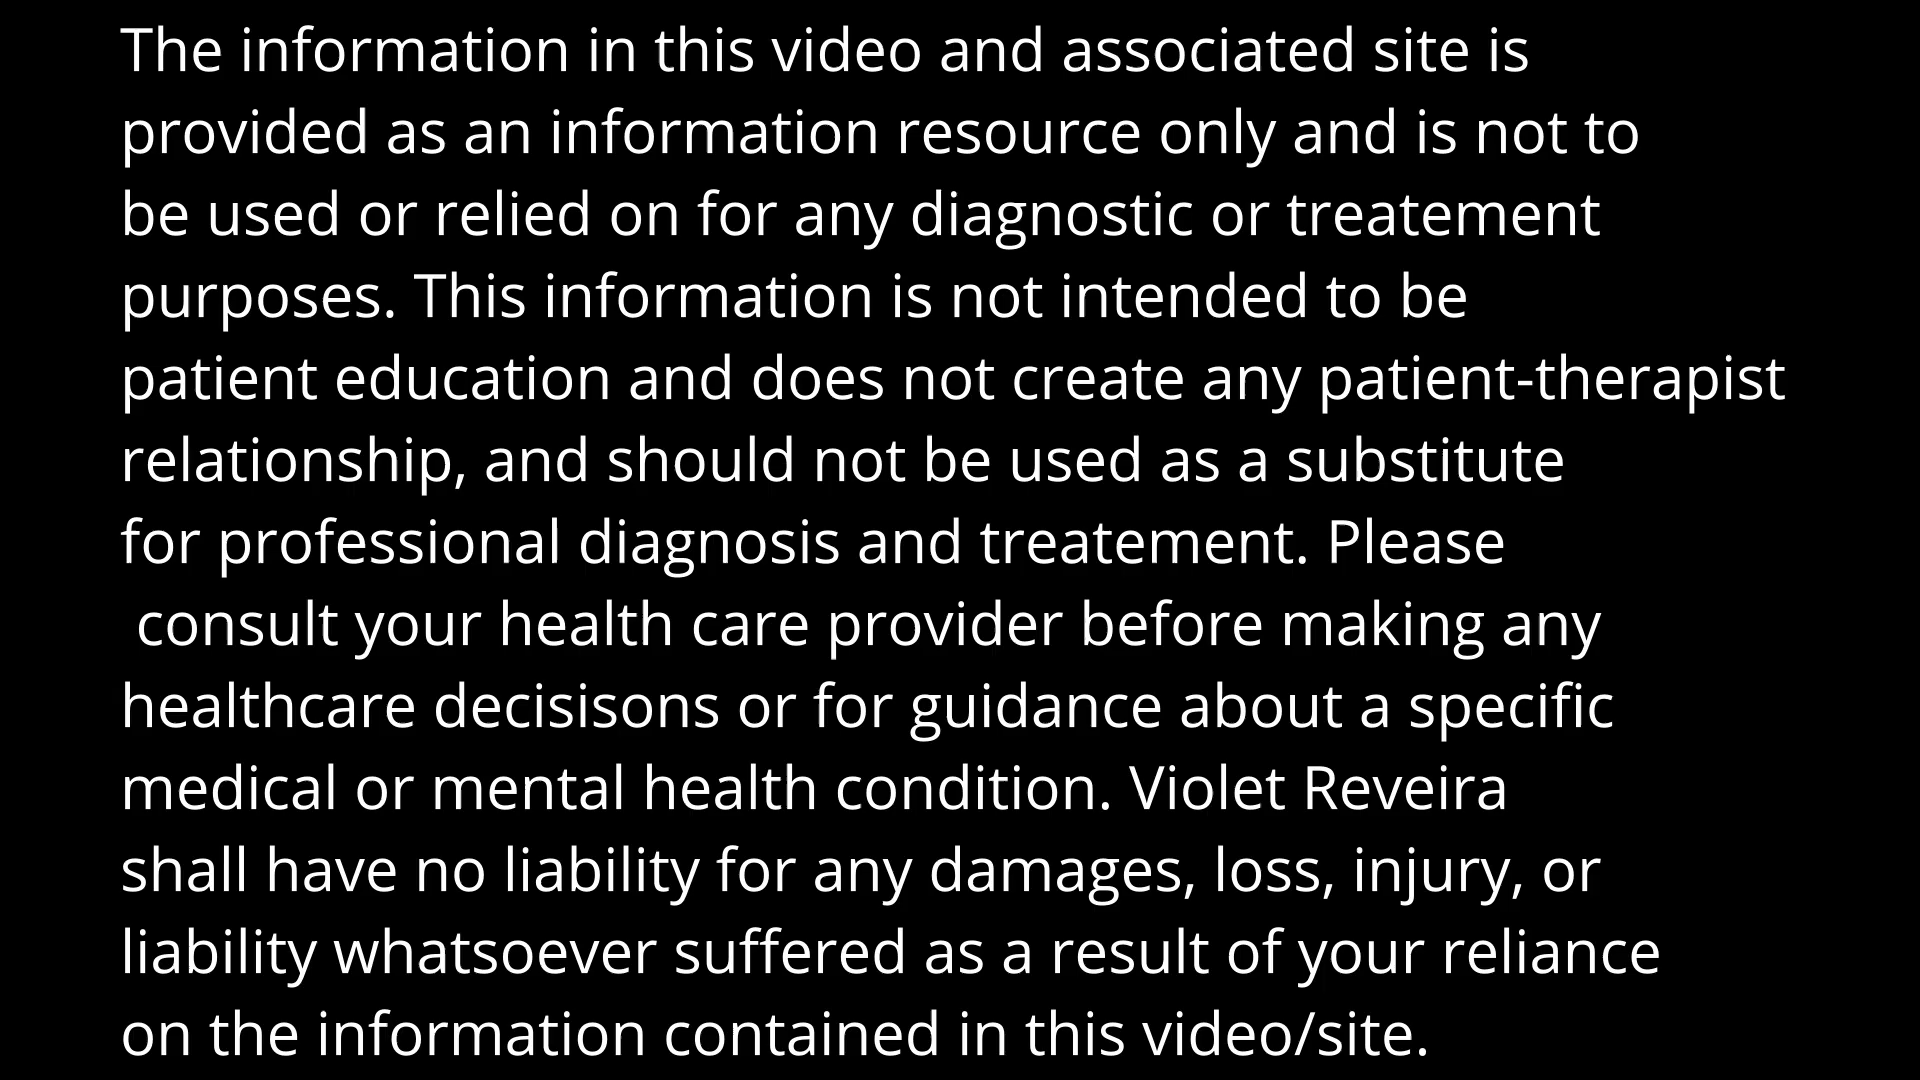 The information in this video and associated site is
provided as an information resource only and is not to
be used or relied on for any diagnostic or treatement
purposes. This information is not intended to be
patient education and does not create any patient-therapist
relationship, and should not be used as a substitute
for professional diagnosis and treatement. Please
consult your health care provider before making any
healthcare decisisons or for guidance about a specific
medical or mental health condition. Violet Reveira
shall have no liability for any damages, loss, injury, or
liability whatsoever suffered as a result of your reliance
on the information contained in this video/site.